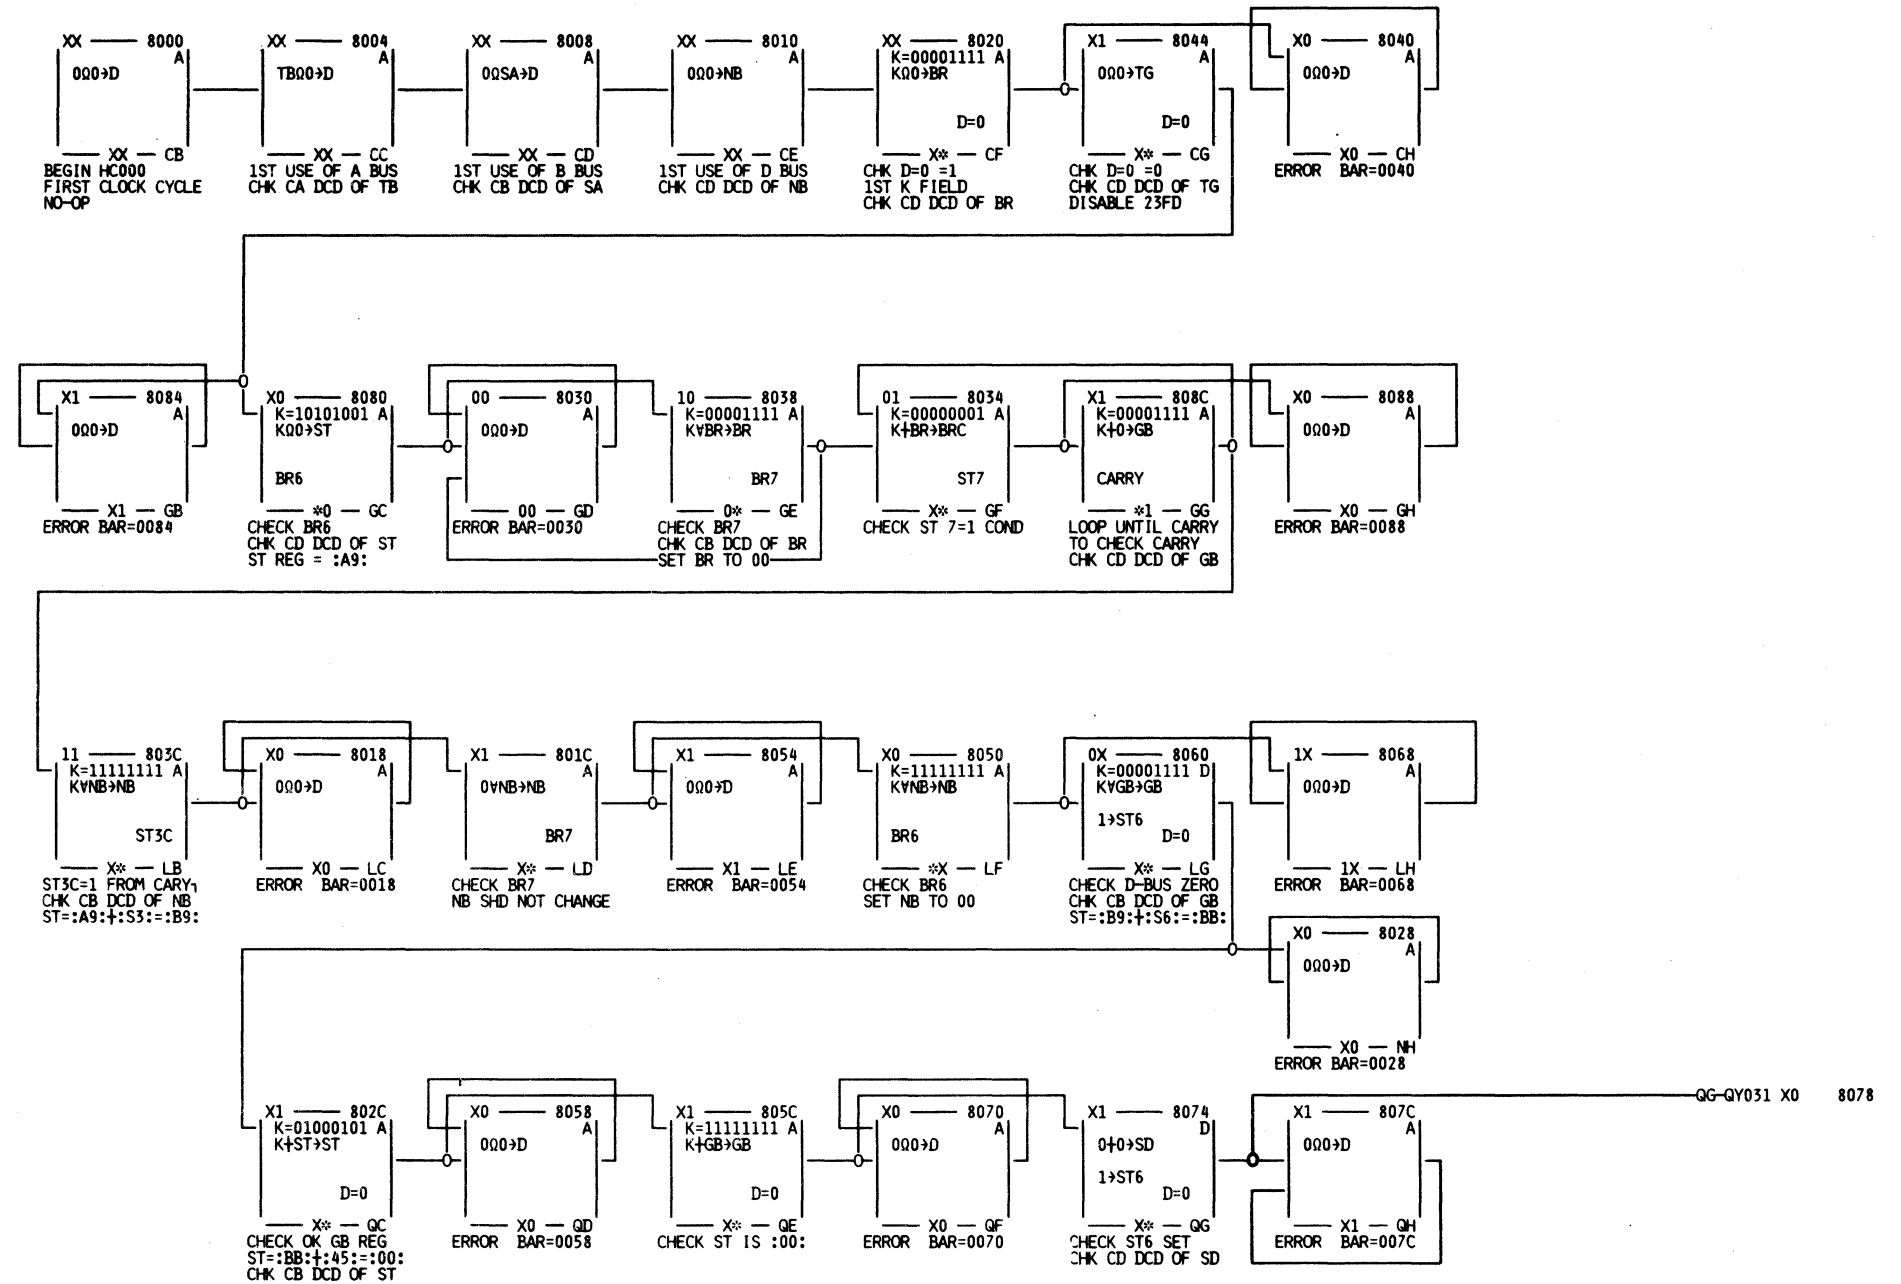 XX 8000
A
0Ω0→D
XX — CB
BEGIN HC000
FIRST CLOCK CYCLE
NO-OP
XX 8004
A
TBΩ0→D
XX — CC
1ST USE OF A BUS
CHK CA DCD OF TB
XX 8008
A
0ΩSA→D
XX — CD
1ST USE OF B BUS
CHK CB DCD OF SA
XX 8010
A
0Ω0→NB
XX — CE
1ST USE OF D BUS
CHK CD DCD OF NB
XX 8020
K=00001111 A
KΩ0→BR
D=0
X* — CF
CHK D=0 =1
1ST K FIELD
CHK CD DCD OF BR
X1 8044
A
0Ω0→TG
D=0
X* — CG
CHK D=0 =0
CHK CD DCD OF TG
DISABLE 23FD
X0 8040
A
0Ω0→D
X0 — CH
ERROR BAR=0040
X1 8084
A
0Ω0→D
X1 — GB
ERROR BAR=0084
X0 8080
K=10101001 A
KΩ0→ST
BR6
*0 — GC
CHECK BR6
CHK CD DCD OF ST
ST REG = :A9:
00 8030
A
0Ω0→D
00 — GD
ERROR BAR=0030
10 8038
K=00001111 A
K∀BR→BR
BR7
0* — GE
CHECK BR7
CHK CB DCD OF BR
SET BR TO 00
01 8034
K=00000001 A
K+BR→BRC
ST7
X* — GF
CHECK ST 7=1 COND
X1 808C
K=00001111 A
K+0→GB
CARRY
*1 — GG
LOOP UNTIL CARRY
TO CHECK CARRY
CHK CD DCD OF GB
X0 8088
A
0Ω0→D
X0 — GH
ERROR BAR=0088
11 803C
K=11111111 A
K∀NB→NB
ST3C
X* — LB
ST3C=1 FROM CARY¬
CHK CB DCD OF NB
ST=:A9:+:S3:=:B9:
X0 8018
A
0Ω0→D
X0 — LC
ERROR BAR=0018
X1 801C
A
0∀NB→NB
BR7
X* — LD
CHECK BR7
NB SHD NOT CHANGE
X1 8054
A
0Ω0→D
X1 — LE
ERROR BAR=0054
X0 8050
K=11111111 A
K∀NB→NB
BR6
*X — LF
CHECK BR6
SET NB TO 00
0X 8060
K=00001111 D
K∀GB→GB
1→ST6
D=0
X* — LG
CHECK D-BUS ZERO
CHK CB DCD OF GB
ST=:B9:+:S6:=:BB:
1X 8068
A
0Ω0→D
1X — LH
ERROR BAR=0068
X0 8028
A
0Ω0→D
X0 — NH
ERROR BAR=0028
X1 802C
K=01000101 A
K+ST→ST
D=0
X* — QC
CHECK OK GB REG
ST=:BB:+:45:=:00:
CHK CB DCD OF ST
X0 8058
A
0Ω0→D
X0 — QD
ERROR BAR=0058
X1 805C
K=11111111 A
K+GB→GB
D=0
X* — QE
CHECK ST IS :00:
X0 8070
A
0Ω0→D
X0 — QF
ERROR BAR=0070
X1 8074
D
0+0→SD
1→ST6
D=0
X* — QG
CHECK ST6 SET
CHK CD DCD OF SD
X1 807C
A
0Ω0→D
X1 — QH
ERROR BAR=007C
QG-QY031 X0 8078